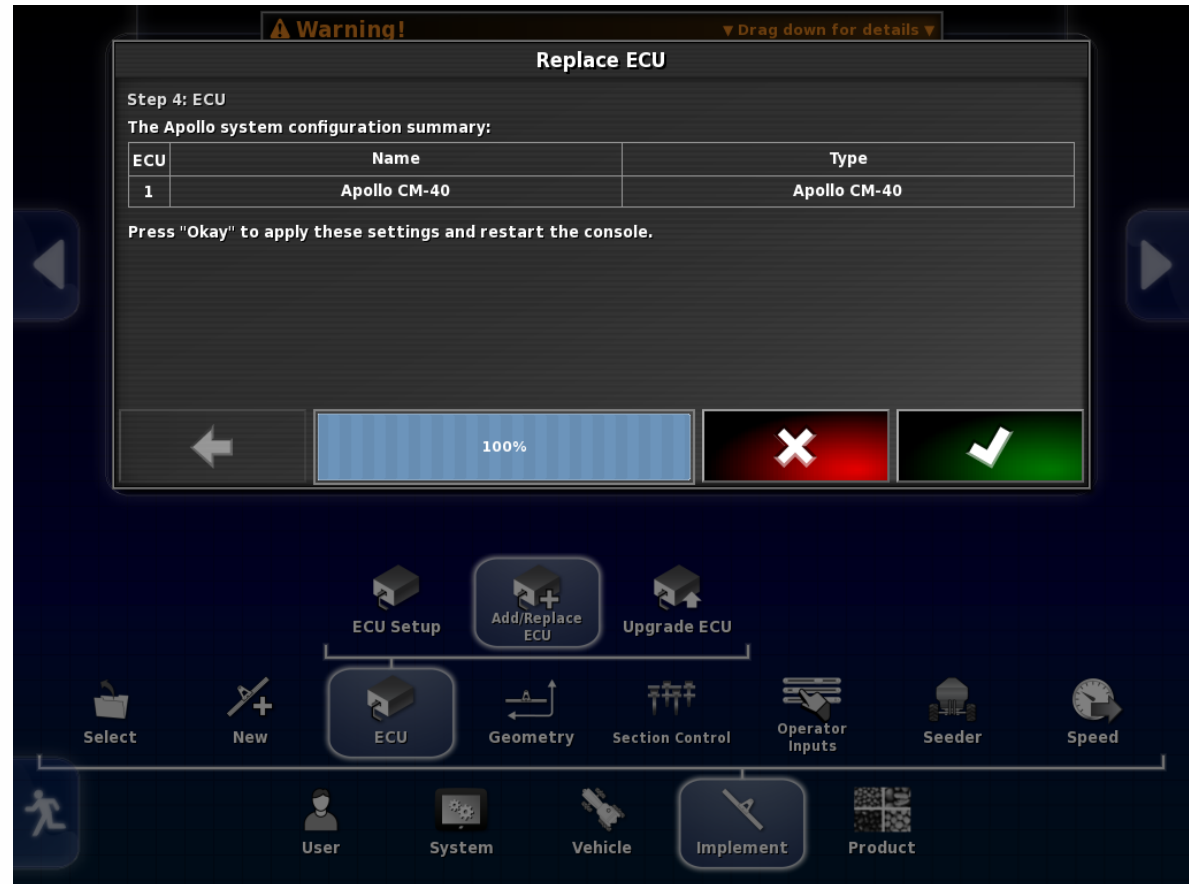 Warning!
▼ Drag down for details ▼
Replace ECU
Step 4: ECU
The Apollo system configuration summary:
ECU Name Type
1 Apollo CM-40 Apollo CM-40
Press "Okay" to apply these settings and restart the console.
100%
ECU Setup
Add/Replace
ECU
Upgrade ECU
Select
New
ECU
Geometry
Section Control
Operator
Inputs
Seeder
Speed
User
System
Vehicle
Implement
Product